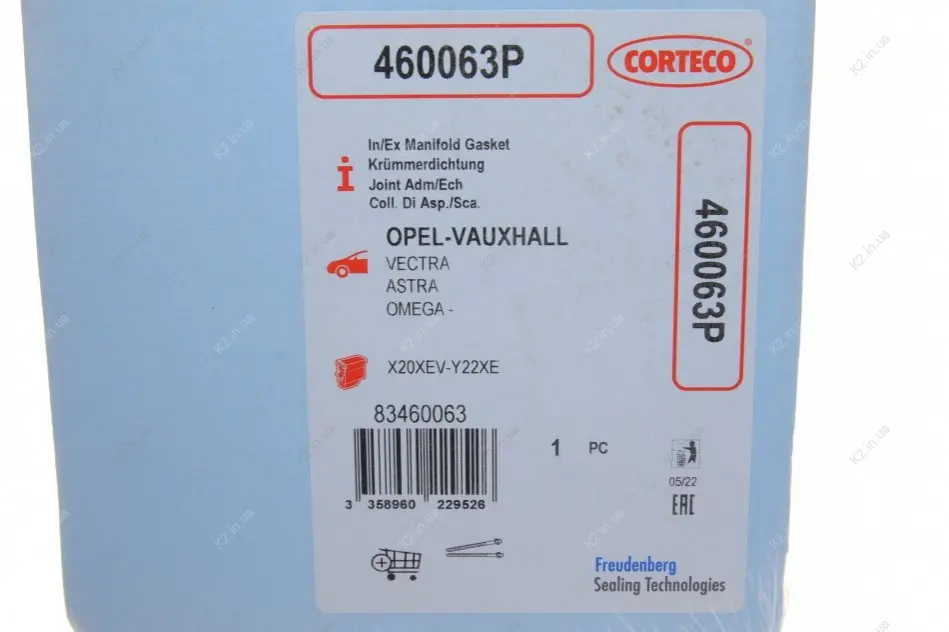 460063P
CORTECO
In/Ex Manifold Gasket
Krümmerdichtung
Joint Adm/Ech
Coll. Di Asp./Sca.
460063P
OPEL-VAUXHALL
VECTRA
ASTRA
OMEGA -
X20XEV-Y22XE
83460063
1 PC
3 358960 229526
05/22
EAC
Freudenberg
Sealing Technologies
K2.in.ua